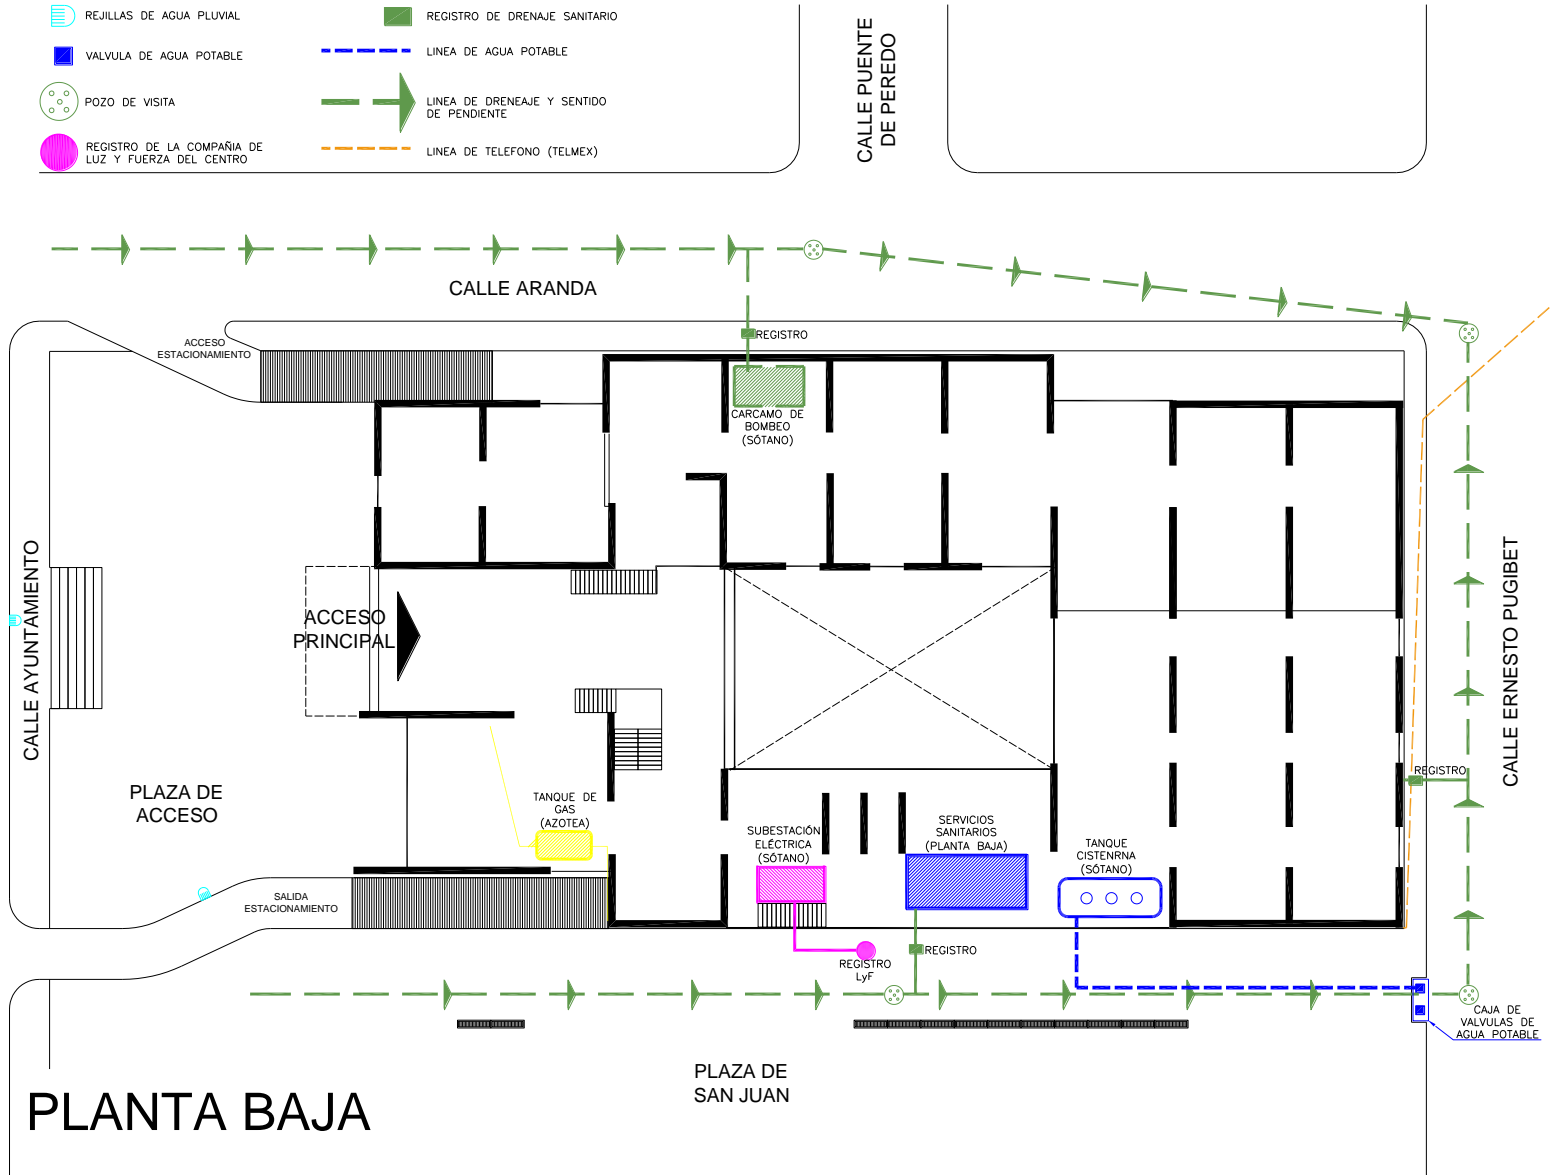 REJILLAS DE AGUA PLUVIAL
REGISTRO DE DRENAJE SANITARIO
VALVULA DE AGUA POTABLE
LINEA DE AGUA POTABLE
POZO DE VISITA
LINEA DE DRENEAJE Y SENTIDO
DE PENDIENTE
REGISTRO DE LA COMPAÑIA DE
LUZ Y FUERZA DEL CENTRO
LINEA DE TELEFONO (TELMEX)
CALLE PUENTE
DE PEREDO
CALLE ARANDA
ACCESO
ESTACIONAMIENTO
REGISTRO
CARCAMO DE
BOMBEO
(SÓTANO)
CALLE AYUNTAMIENTO
ACCESO
PRINCIPAL
CALLE ERNESTO PUGIBET
PLAZA DE
ACCESO
TANQUE DE
GAS
(AZOTEA)
SUBESTACIÓN
ELÉCTRICA
(SÓTANO)
SERVICIOS
SANITARIOS
(PLANTA BAJA)
TANQUE
CISTENRNA
(SÓTANO)
REGISTRO
SALIDA
ESTACIONAMIENTO
REGISTRO
LyF
REGISTRO
CAJA DE
VALVULAS DE
AGUA POTABLE
PLAZA DE
SAN JUAN
PLANTA BAJA